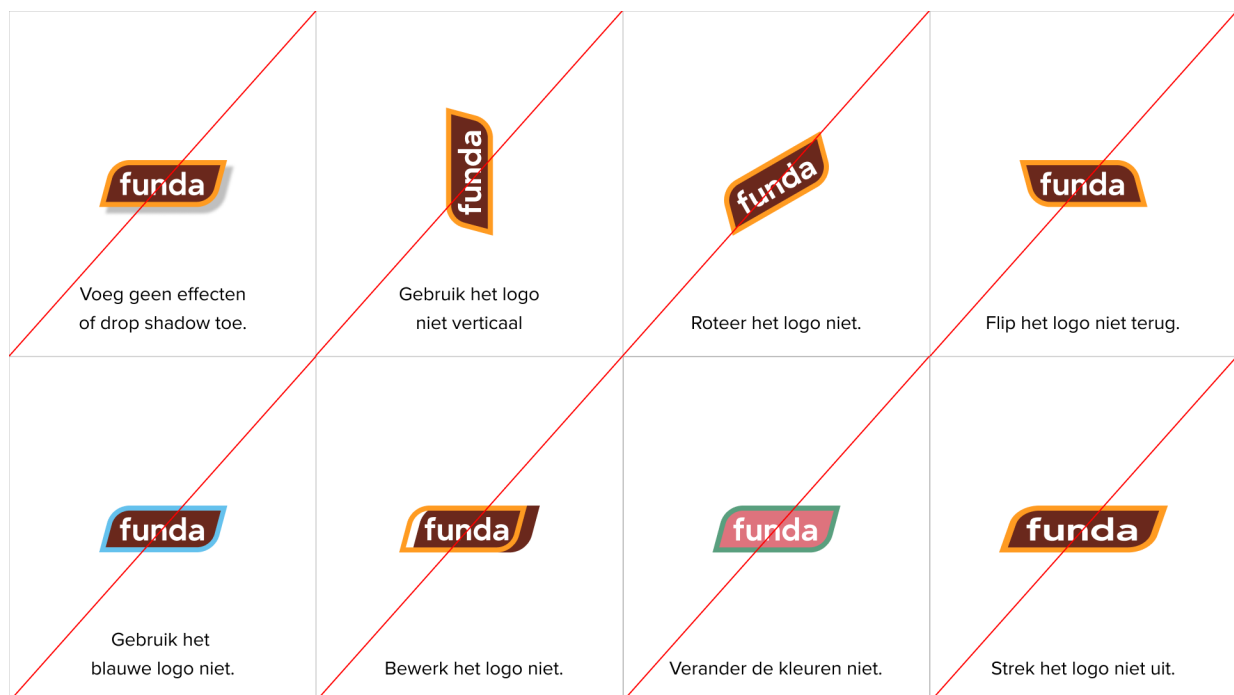 funda
Voeg geen effecten
of drop shadow toe.
funda
Gebruik het logo
niet verticaal
funda
Roteer het logo niet.
funda
Flip het logo niet terug.
funda
Gebruik het
blauwe logo niet.
funda
Bewerk het logo niet.
funda
Verander de kleuren niet.
funda
Strek het logo niet uit.